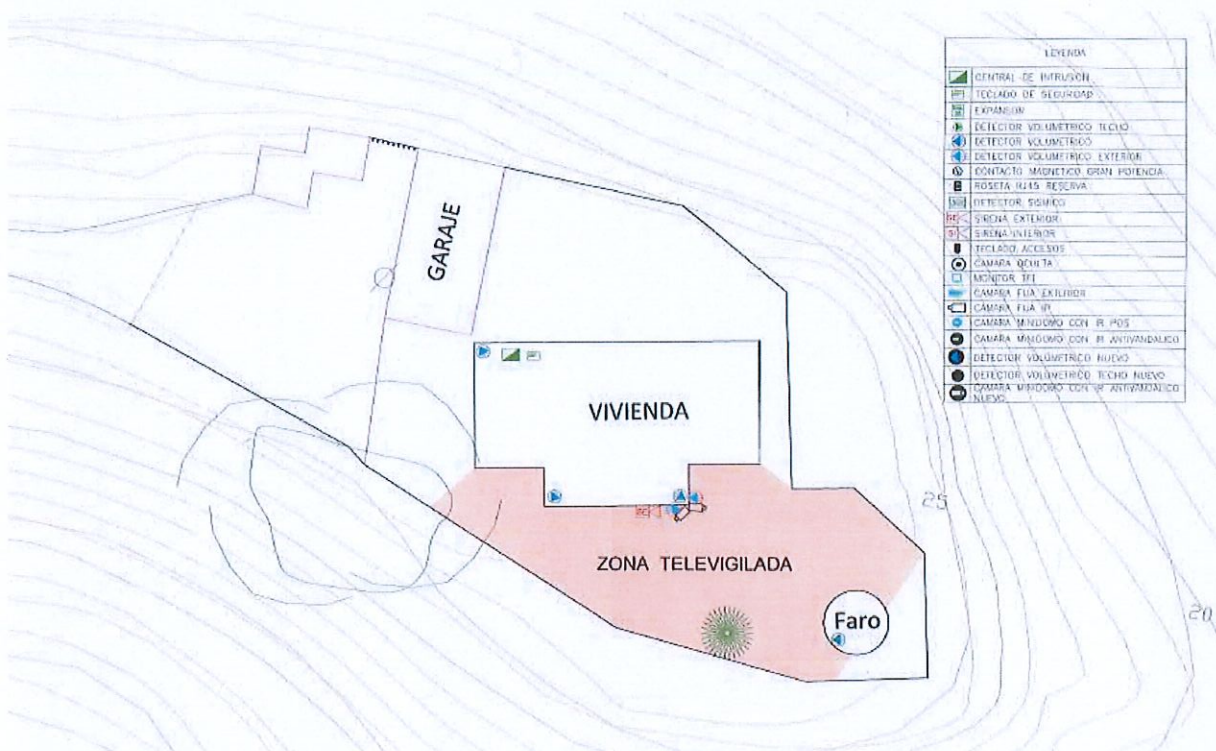 LEYENDA
CENTRAL DE INTRUSION
TECLADO DE SEGURIDAD
EXPANSOR
DETECTOR VOLUMETRICO TECHO
DETECTOR VOLUMETRICO
DETECTOR VOLUMETRICO EXTERIOR
CONTACTO MAGNETICO GRAN POTENCIA
ROSETA RJ45 RESERVA
DETECTOR SISMICO
SIRENA EXTERIOR
SIRENA INTERIOR
TECLADO ACCESOS
CAMARA OCULTA
MONITOR TFT
CAMARA FIJA EXTERIOR
CAMARA FIJA IP
CAMARA MINIDOMO CON IR POS
CAMARA MINIDOMO CON IR ANTIVANDALICO
DETECTOR VOLUMETRICO NUEVO
DETECTOR VOLUMETRICO TECHO NUEVO
CAMARA MINIDOMO CON IR ANTIVANDALICO
NUEVO
GARAJE
VIVIENDA
25
ZONA TELEVIGILADA
Faro
20